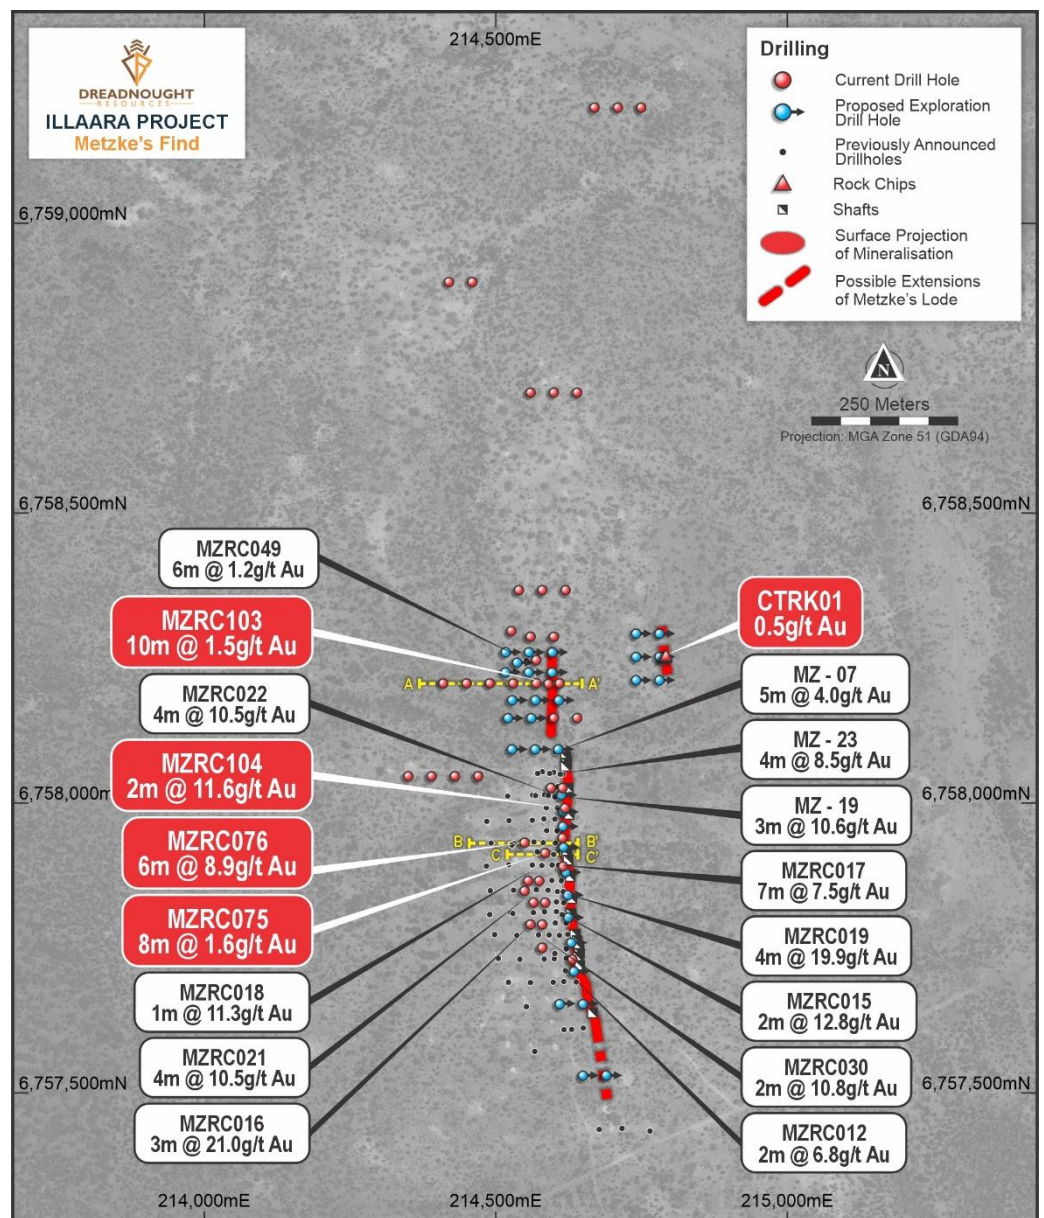 214,500mE
DREADNOUGHT
RESOURCES
ILLAARA PROJECT
Metzke's Find
Drilling
Current Drill Hole
Proposed Exploration
Drill Hole
Previously Announced
Drillholes
Rock Chips
Shafts
Surface Projection
of Mineralisation
Possible Extensions
of Metzke's Lode
6,759,000mN
N
250 Meters
Projection: MGA Zone 51 (GDA94)
6,758,500mN
6,758,500mN
MZRC049
6m @ 1.2g/t Au
MZRC103
10m @ 1.5g/t Au
MZRC022
4m @ 10.5g/t Au
MZRC104
2m @ 11.6g/t Au
MZRC076
6m @ 8.9g/t Au
MZRC075
8m @ 1.6g/t Au
MZRC018
1m @ 11.3g/t Au
MZRC021
4m @ 10.5g/t Au
MZRC016
3m @ 21.0g/t Au
A
A'
B
B'
C
C'
CTRK01
0.5g/t Au
MZ - 07
5m @ 4.0g/t Au
MZ - 23
4m @ 8.5g/t Au
MZ - 19
3m @ 10.6g/t Au
MZRC017
7m @ 7.5g/t Au
MZRC019
4m @ 19.9g/t Au
MZRC015
2m @ 12.8g/t Au
MZRC030
2m @ 10.8g/t Au
MZRC012
2m @ 6.8g/t Au
6,758,000m
6,758,000mN
6,757,500mN
6,757,500mN
214,000mE
214,500mE
215,000mE